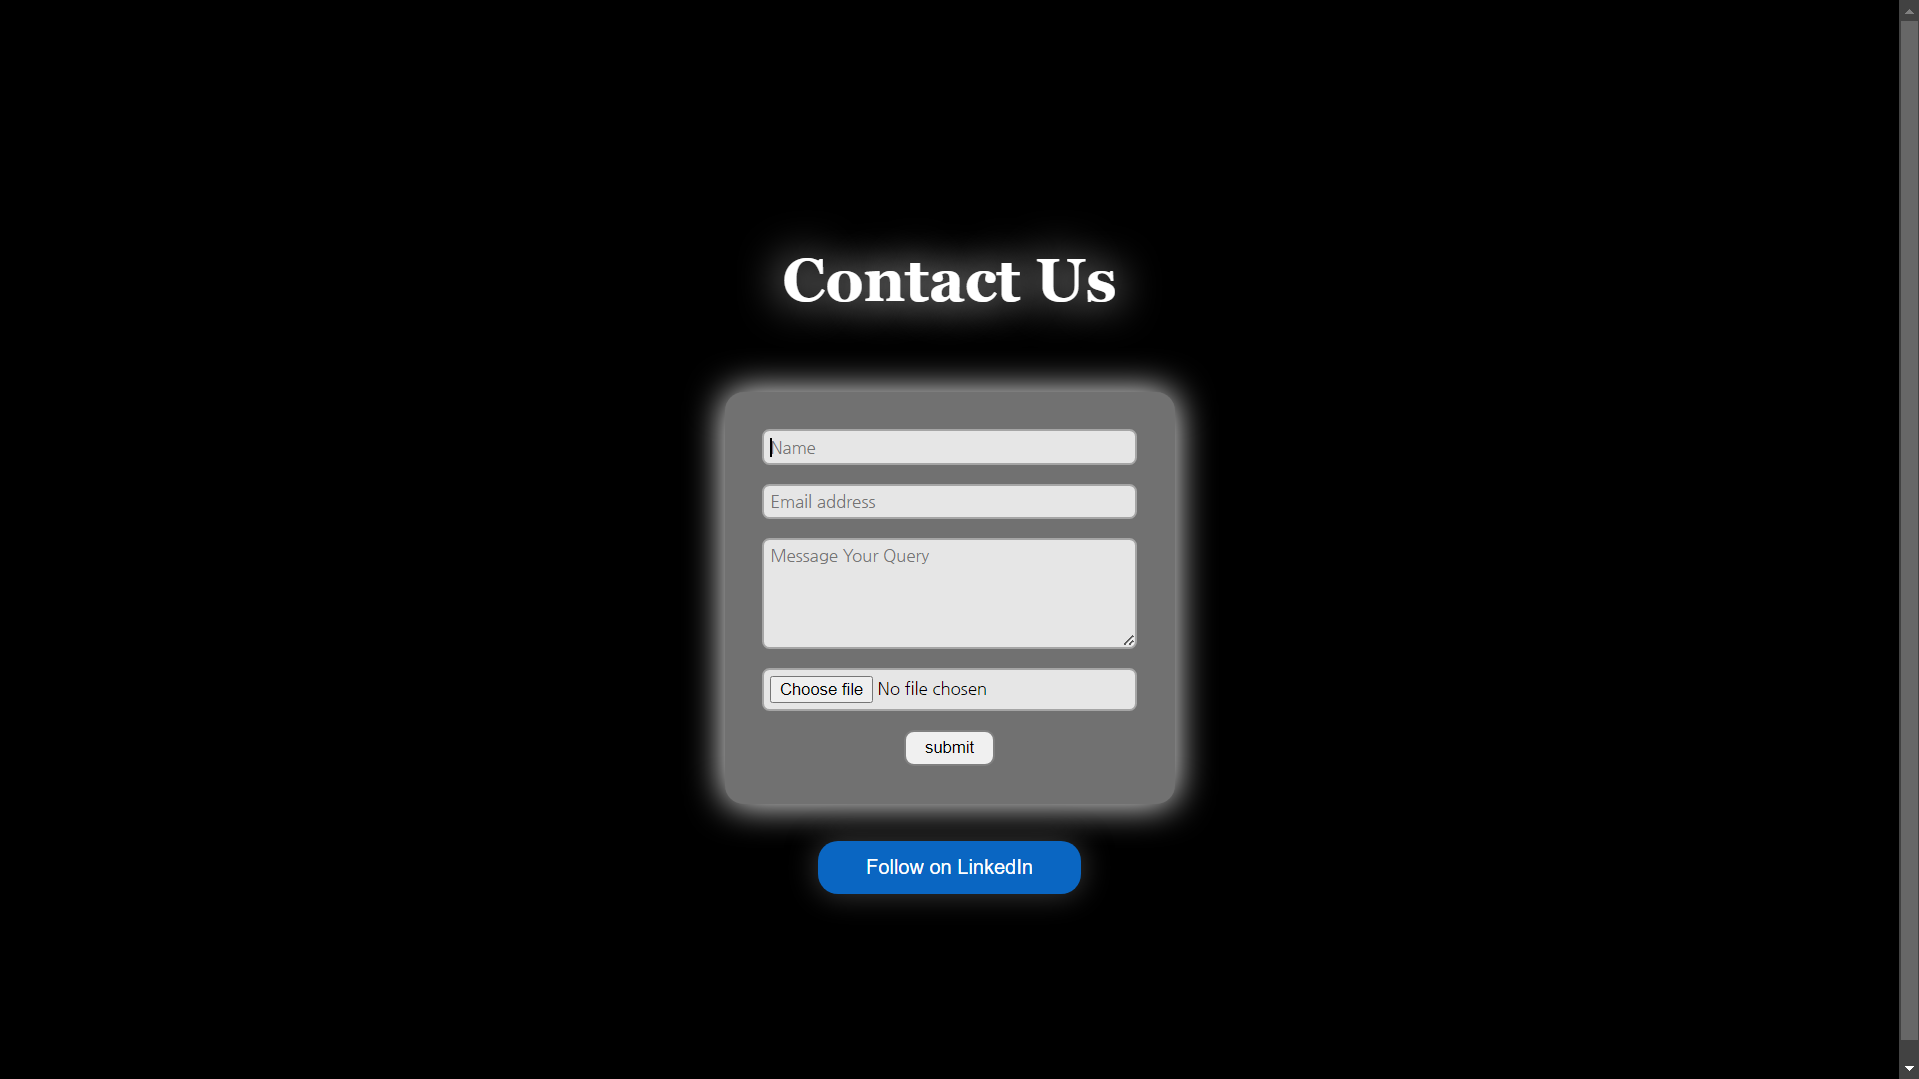 Contact Us
Name
Email address
Message Your Query
Choose file No file chosen
submit
Follow on LinkedIn